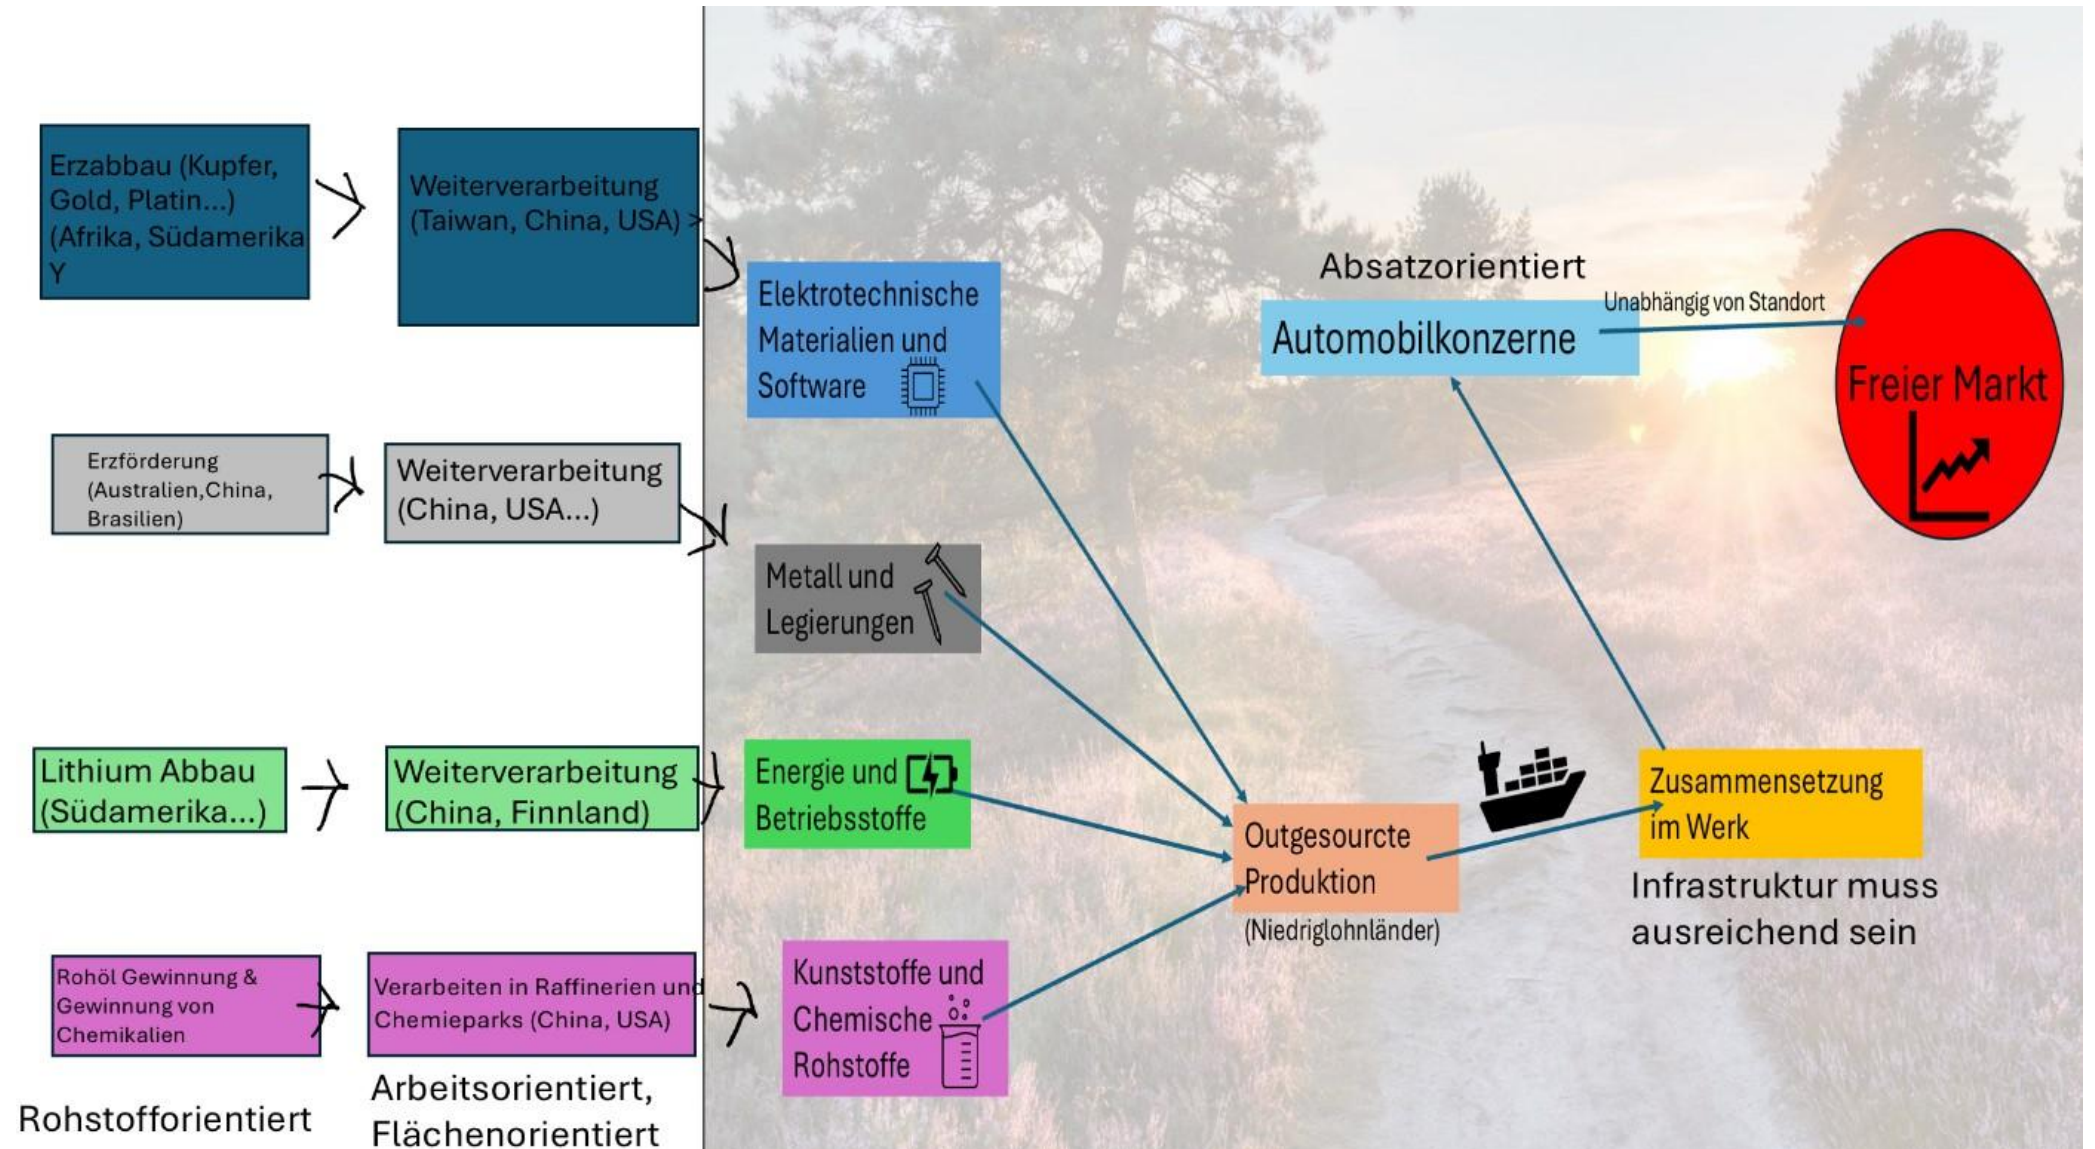 Erzabbau (Kupfer,
Gold, Platin...)
(Afrika, Südamerika
Y
Weiterverarbeitung
(Taiwan, China, USA) >
Elektrotechnische
Materialien und
Software
Erzförderung
(Australien,China,
Brasilien)
Weiterverarbeitung
(China, USA...)
Metall und
Legierungen
Lithium Abbau
(Südamerika...)
Weiterverarbeitung
(China, Finnland)
Energie und
Betriebsstoffe
Rohöl Gewinnung &
Gewinnung von
Chemikalien
Verarbeiten in Raffinerien und
Chemieparks (China, USA)
Kunststoffe und
Chemische
Rohstoffe
Rohstofforientiert
Arbeitsorientiert,
Flächenorientiert
Outgesourcte
Produktion
(Niedriglohnländer)
Zusammensetzung
im Werk
Infrastruktur muss
ausreichend sein
Absatzorientiert
Automobilkonzerne
Unabhängig von Standort
Freier Markt